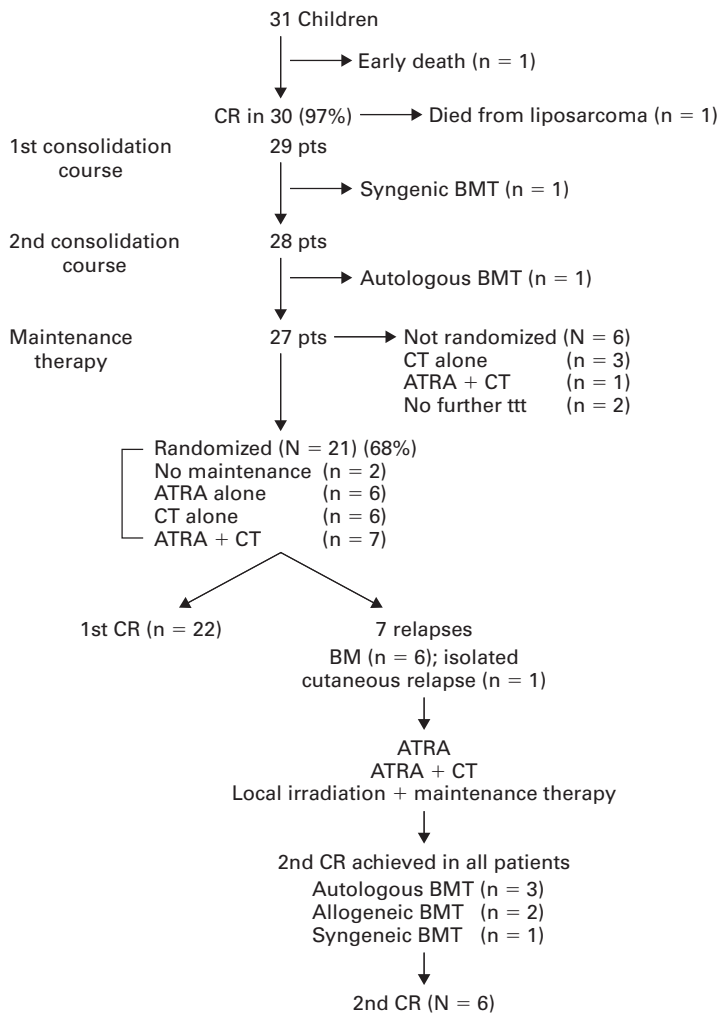 31 Children
Early death (n = 1)
CR in 30 (97%) Died from liposarcoma (n = 1)
1st consolidation 29 pts
course
Syngenic BMT (n = 1)
2nd consolidation 28 pts
course
Autologous BMT (n = 1)
Maintenance 27 pts Not randomized (N = 6)
therapy CT alone (n = 3)
ATRA + CT (n = 1)
No further ttt (n = 2)
Randomized (N = 21) (68%)
No maintenance (n = 2)
ATRA alone (n = 6)
CT alone (n = 6)
ATRA + CT (n = 7)
1st CR (n = 22) 7 relapses
BM (n = 6); isolated
cutaneous relapse (n = 1)
ATRA
ATRA + CT
Local irradiation + maintenance therapy
2nd CR achieved in all patients
Autologous BMT (n = 3)
Allogeneic BMT (n = 2)
Syngeneic BMT (n = 1)
2nd CR (N = 6)